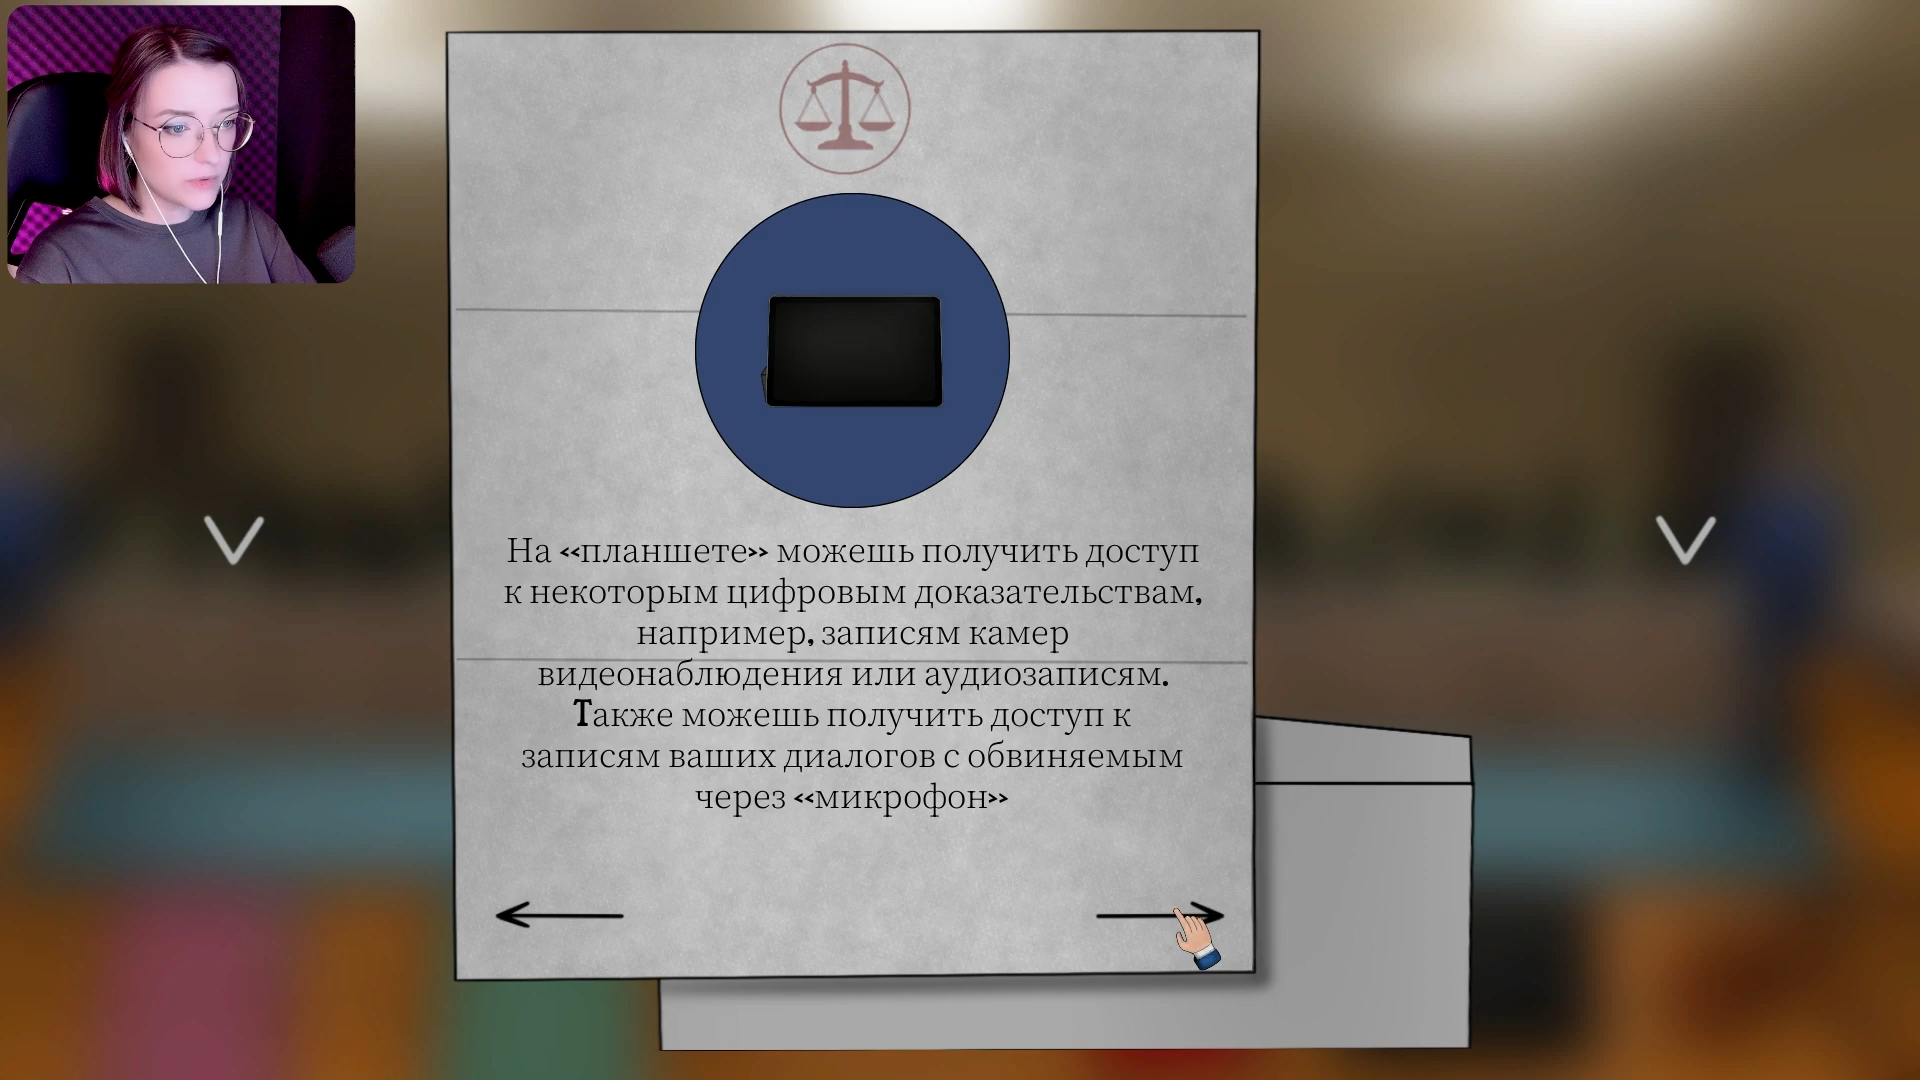 На «планшете» можешь получить доступ
к некоторым цифровым доказательствам,
например, записям камер
видеонаблюдения или аудиозаписям.
Также можешь получить доступ к
записям ваших диалогов с обвиняемым
через «микрофон»